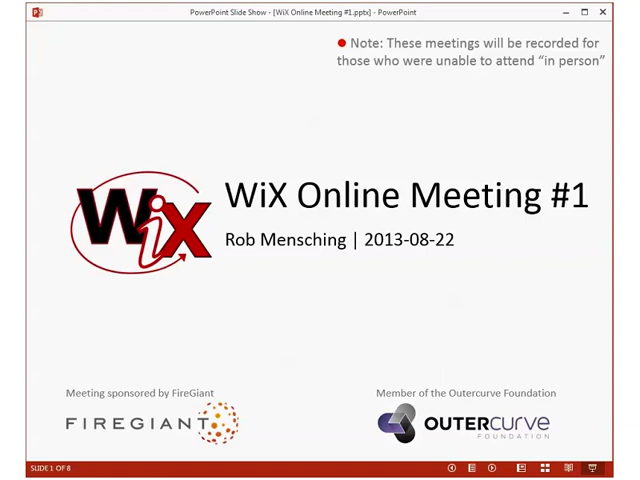 PowerPoint Slide Show - [WiX Online Meeting #1.pptx] - PowerPoint
Note: These meetings will be recorded for
those who were unable to attend “in person”
WiX
WiX Online Meeting #1
Rob Mensching | 2013-08-22
Meeting sponsored by FireGiant
FIREGIANT
Member of the Outercurve Foundation
OUTERCURVE
FOUNDATION
SLIDE 1 OF 8